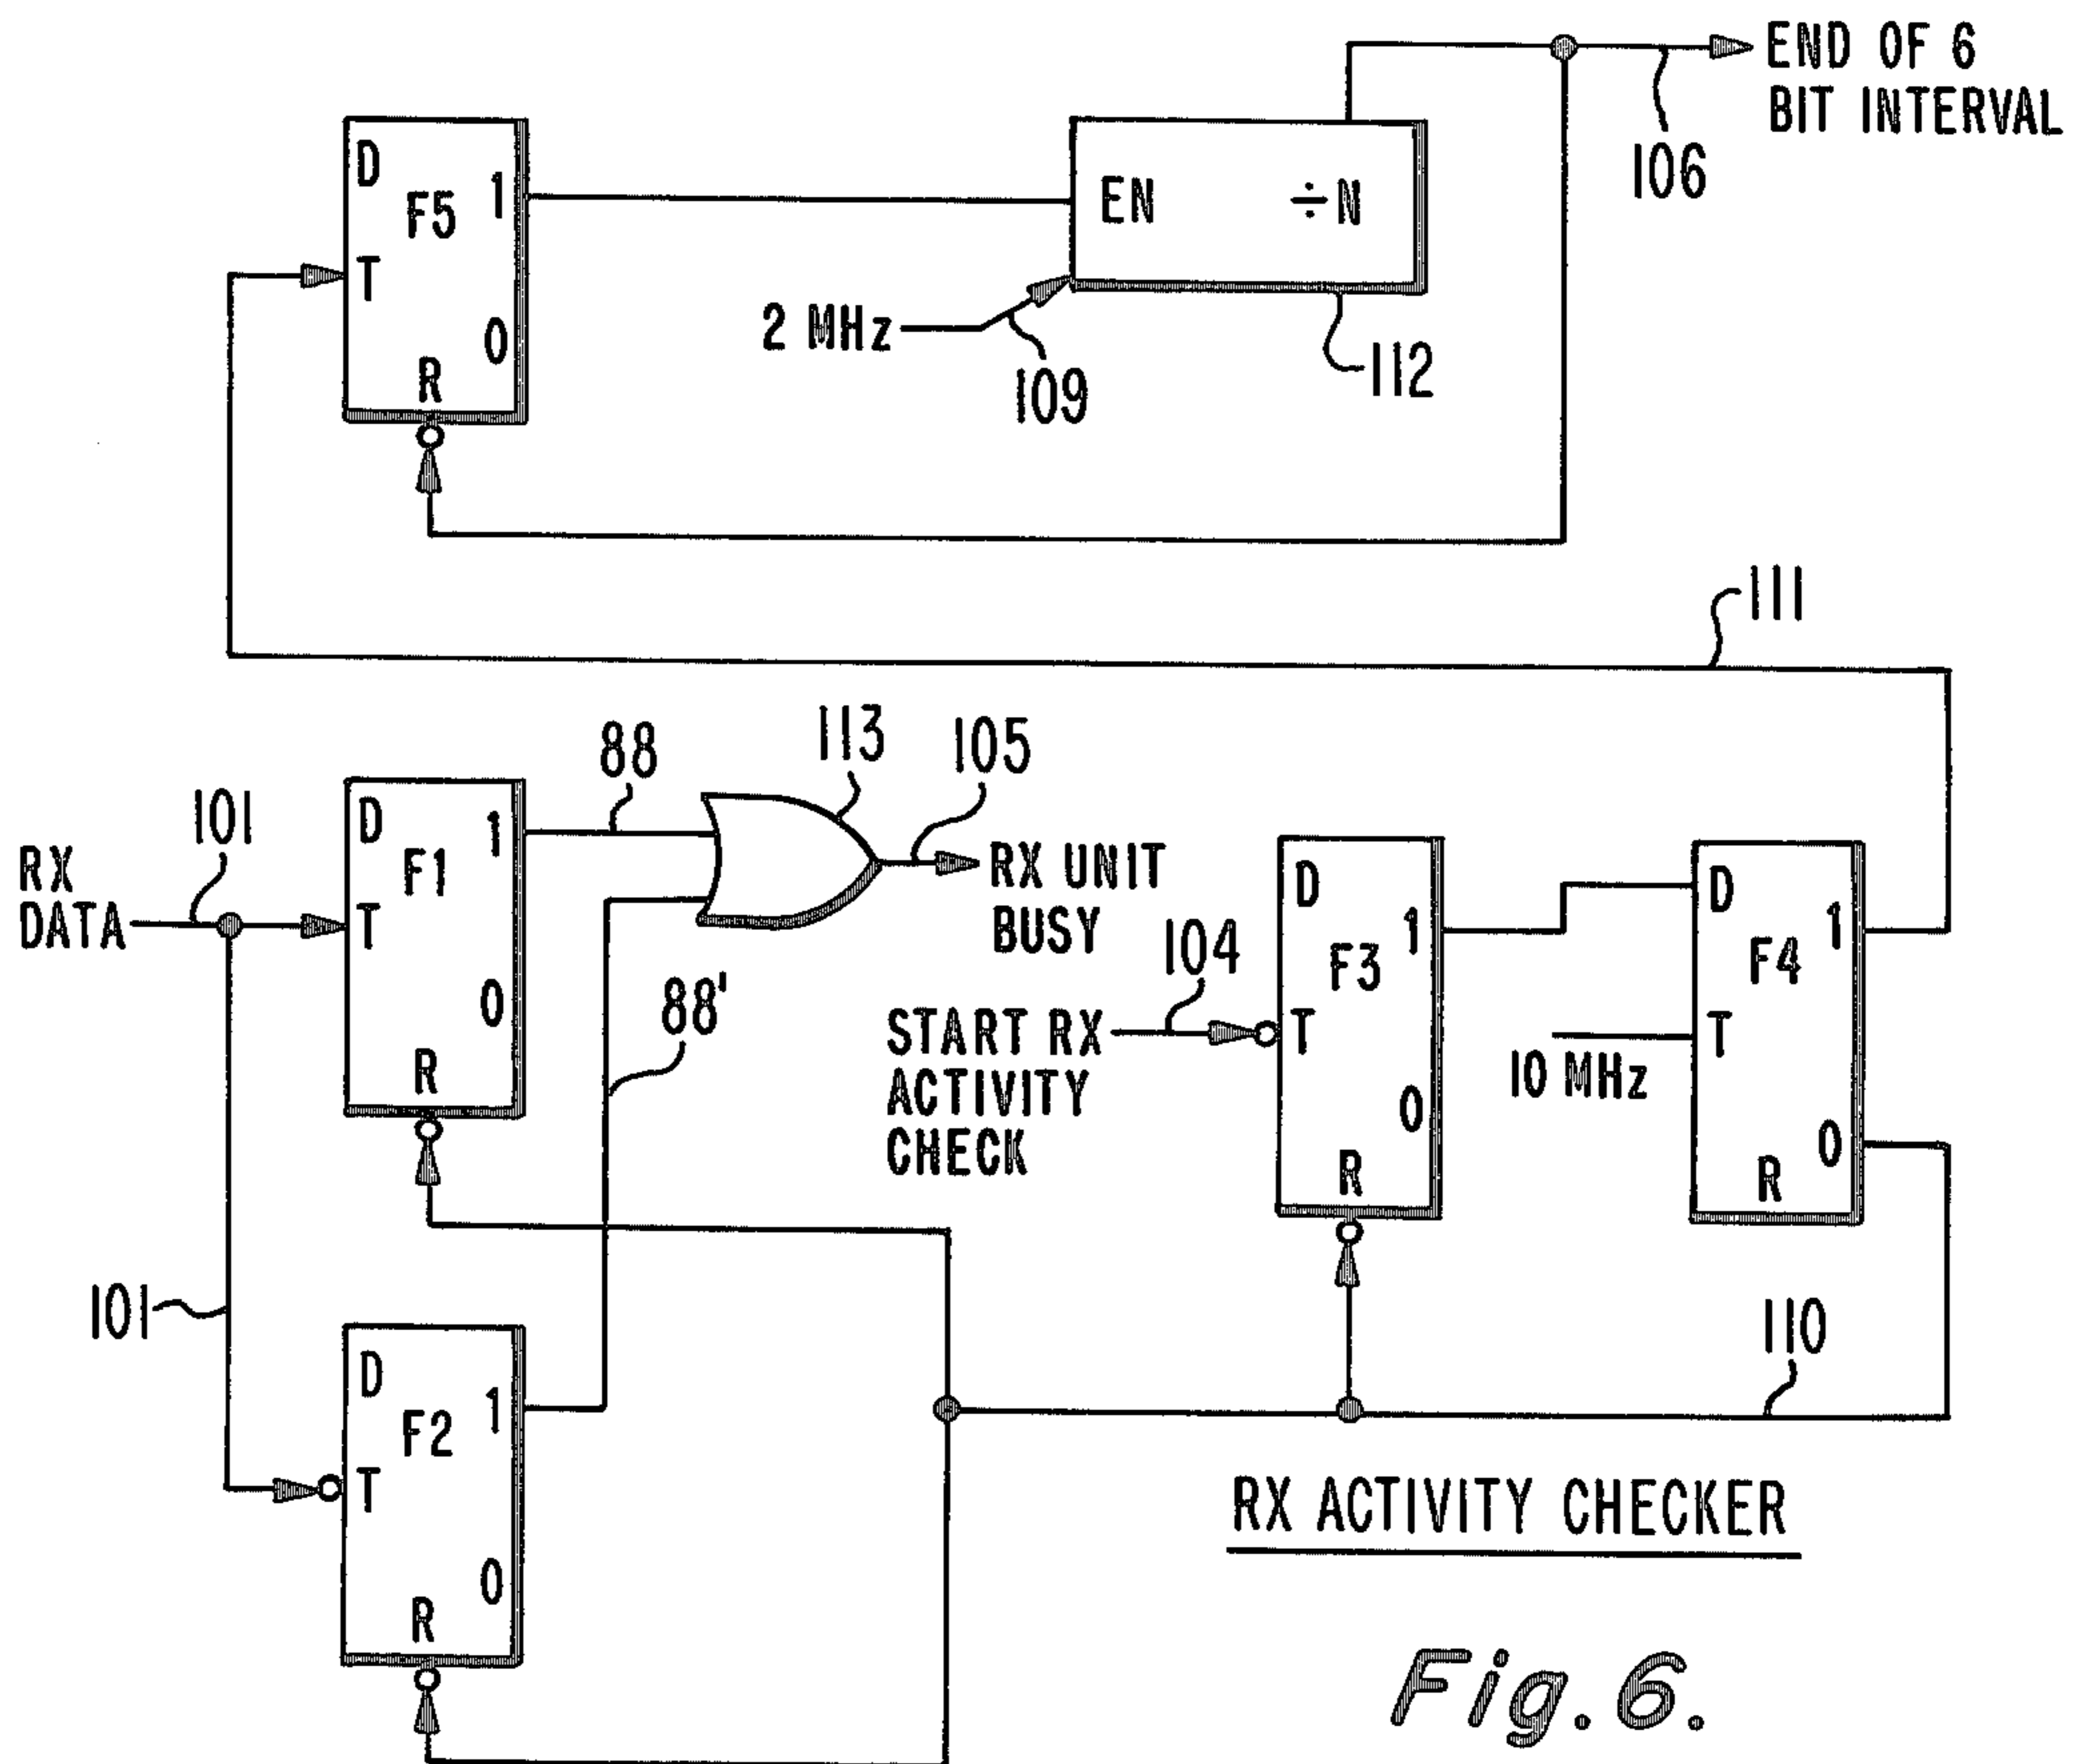 END OF 6
BIT INTERVAL
106
D
F5
1
T
0
R
EN ÷N
2 MHz
109
112
111
88
113
105
101
RX
DATA
D
F1
1
T
0
R
RX UNIT
BUSY
88'
104
START RX
ACTIVITY
CHECK
D
F3
1
T
0
R
D
F4
1
T
10 MHz
0
R
101
D
F2
1
T
0
R
110
RX ACTIVITY CHECKER
Fig. 6.